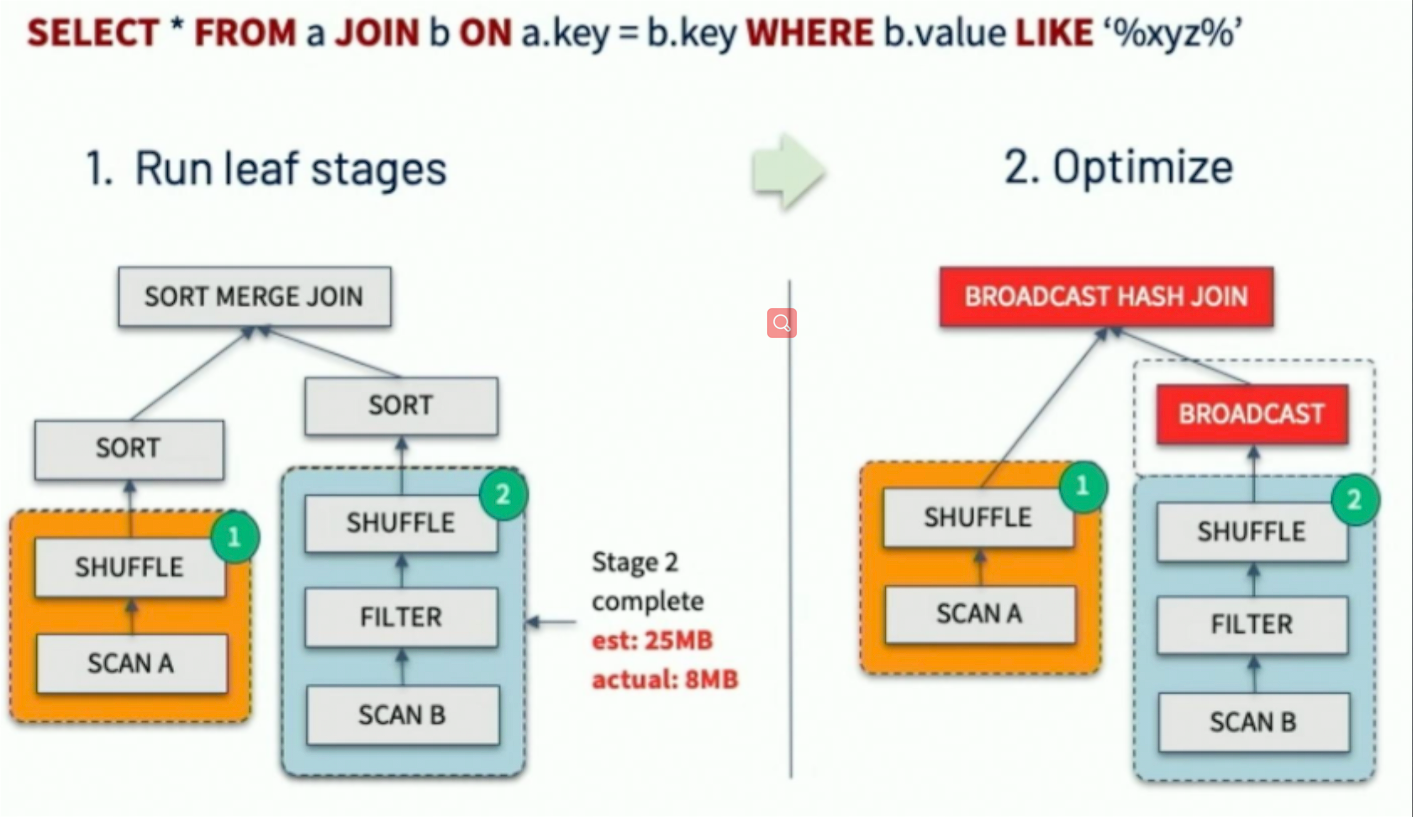 SELECT * FROM a JOIN b ON a.key = b.key WHERE b.value LIKE ‘%xyz%’
1. Run leaf stages
SORT MERGE JOIN
SORT
SORT
SHUFFLE
1
SCAN A
SHUFFLE
2
FILTER
SCAN B
Stage 2
complete
est: 25MB
actual: 8MB
2. Optimize
BROADCAST HASH JOIN
BROADCAST
SHUFFLE
1
SCAN A
SHUFFLE
2
FILTER
SCAN B